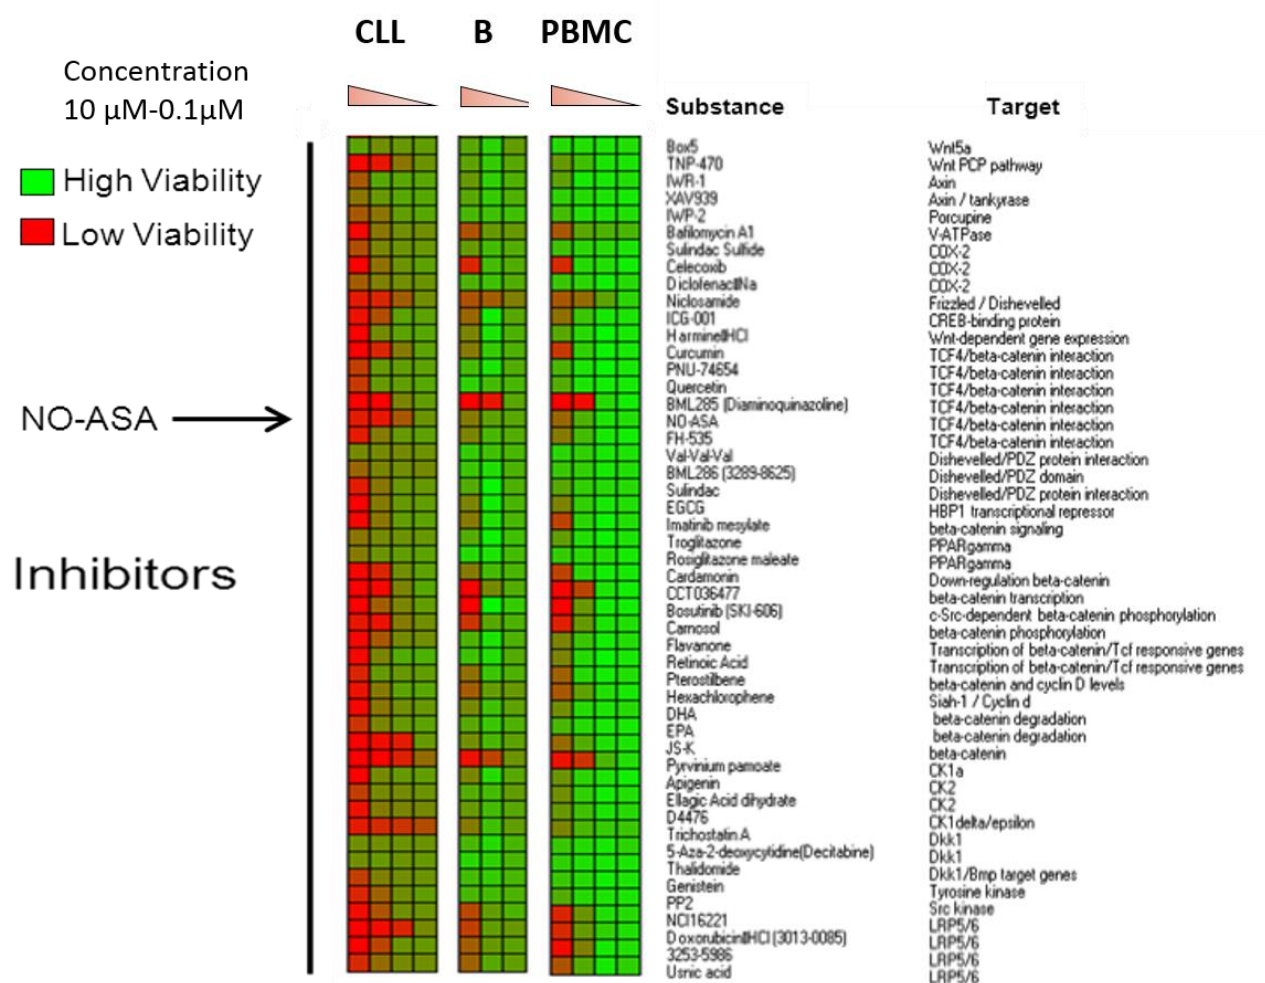 CLL B PBMC
Concentration
10 µM-0.1µM
High Viability
Low Viability
NO-ASA
Inhibitors
Substance Target
Box5 Wnt5a
TNP-470 Wnt PCP pathway
IWR-1 Axin
XAV939 Axin / tankyrase
IWP-2 Porcupine
Bafilomycin A1 V-ATPase
Sulindac Sulfide COX-2
Celecoxib COX-2
Diclofenac Na COX-2
Niclosamide Frizzled / Dishevelled
ICG-001 CREB-binding protein
Harmine HCl Wnt-dependent gene expression
Curcumin TCF4/beta-catenin interaction
PNU-74654 TCF4/beta-catenin interaction
Quercetin TCF4/beta-catenin interaction
BML285 (Diaminoquinazoline) TCF4/beta-catenin interaction
NO-ASA TCF4/beta-catenin interaction
FH-535 TCF4/beta-catenin interaction
Val-Val-Val Dishevelled/PDZ protein interaction
BML286 (3289-8625) Dishevelled/PDZ domain
Sulindac Dishevelled/PDZ protein interaction
EGCG HBP1 transcriptional repressor
Imatinib mesylate beta-catenin signaling
Troglitazone PPARgamma
Rosiglitazone maleate PPARgamma
Cardamonin Down-regulation beta-catenin
CCT036477 beta-catenin transcription
Bosutinib (SKI-606) c-Src-dependent beta-catenin phosphorylation
Carnosol beta-catenin phosphorylation
Flavanone Transcription of beta-catenin/Tcf responsive genes
Retinoic Acid Transcription of beta-catenin/Tcf responsive genes
Pterostilbene beta-catenin and cyclin D levels
Hexachlorophene Siah-1 / Cyclin d
DHA beta-catenin degradation
EPA beta-catenin degradation
JS-K beta-catenin
Pyrvinium pamoate CK1a
Apigenin CK2
Ellagic Acid dihydrate CK2
D4476 CK1delta/epsilon
Trichostatin A Dkk1
5-Aza-2-deoxycytidine(Decitabine) Dkk1
Thalidomide Dkk1/Bmp target genes
Genistein Tyrosine kinase
PP2 Src kinase
NCI16221 LRP5/6
Doxorubicin HCl (3013-0085) LRP5/6
3253-5986 LRP5/6
Usnic acid LRP5/6